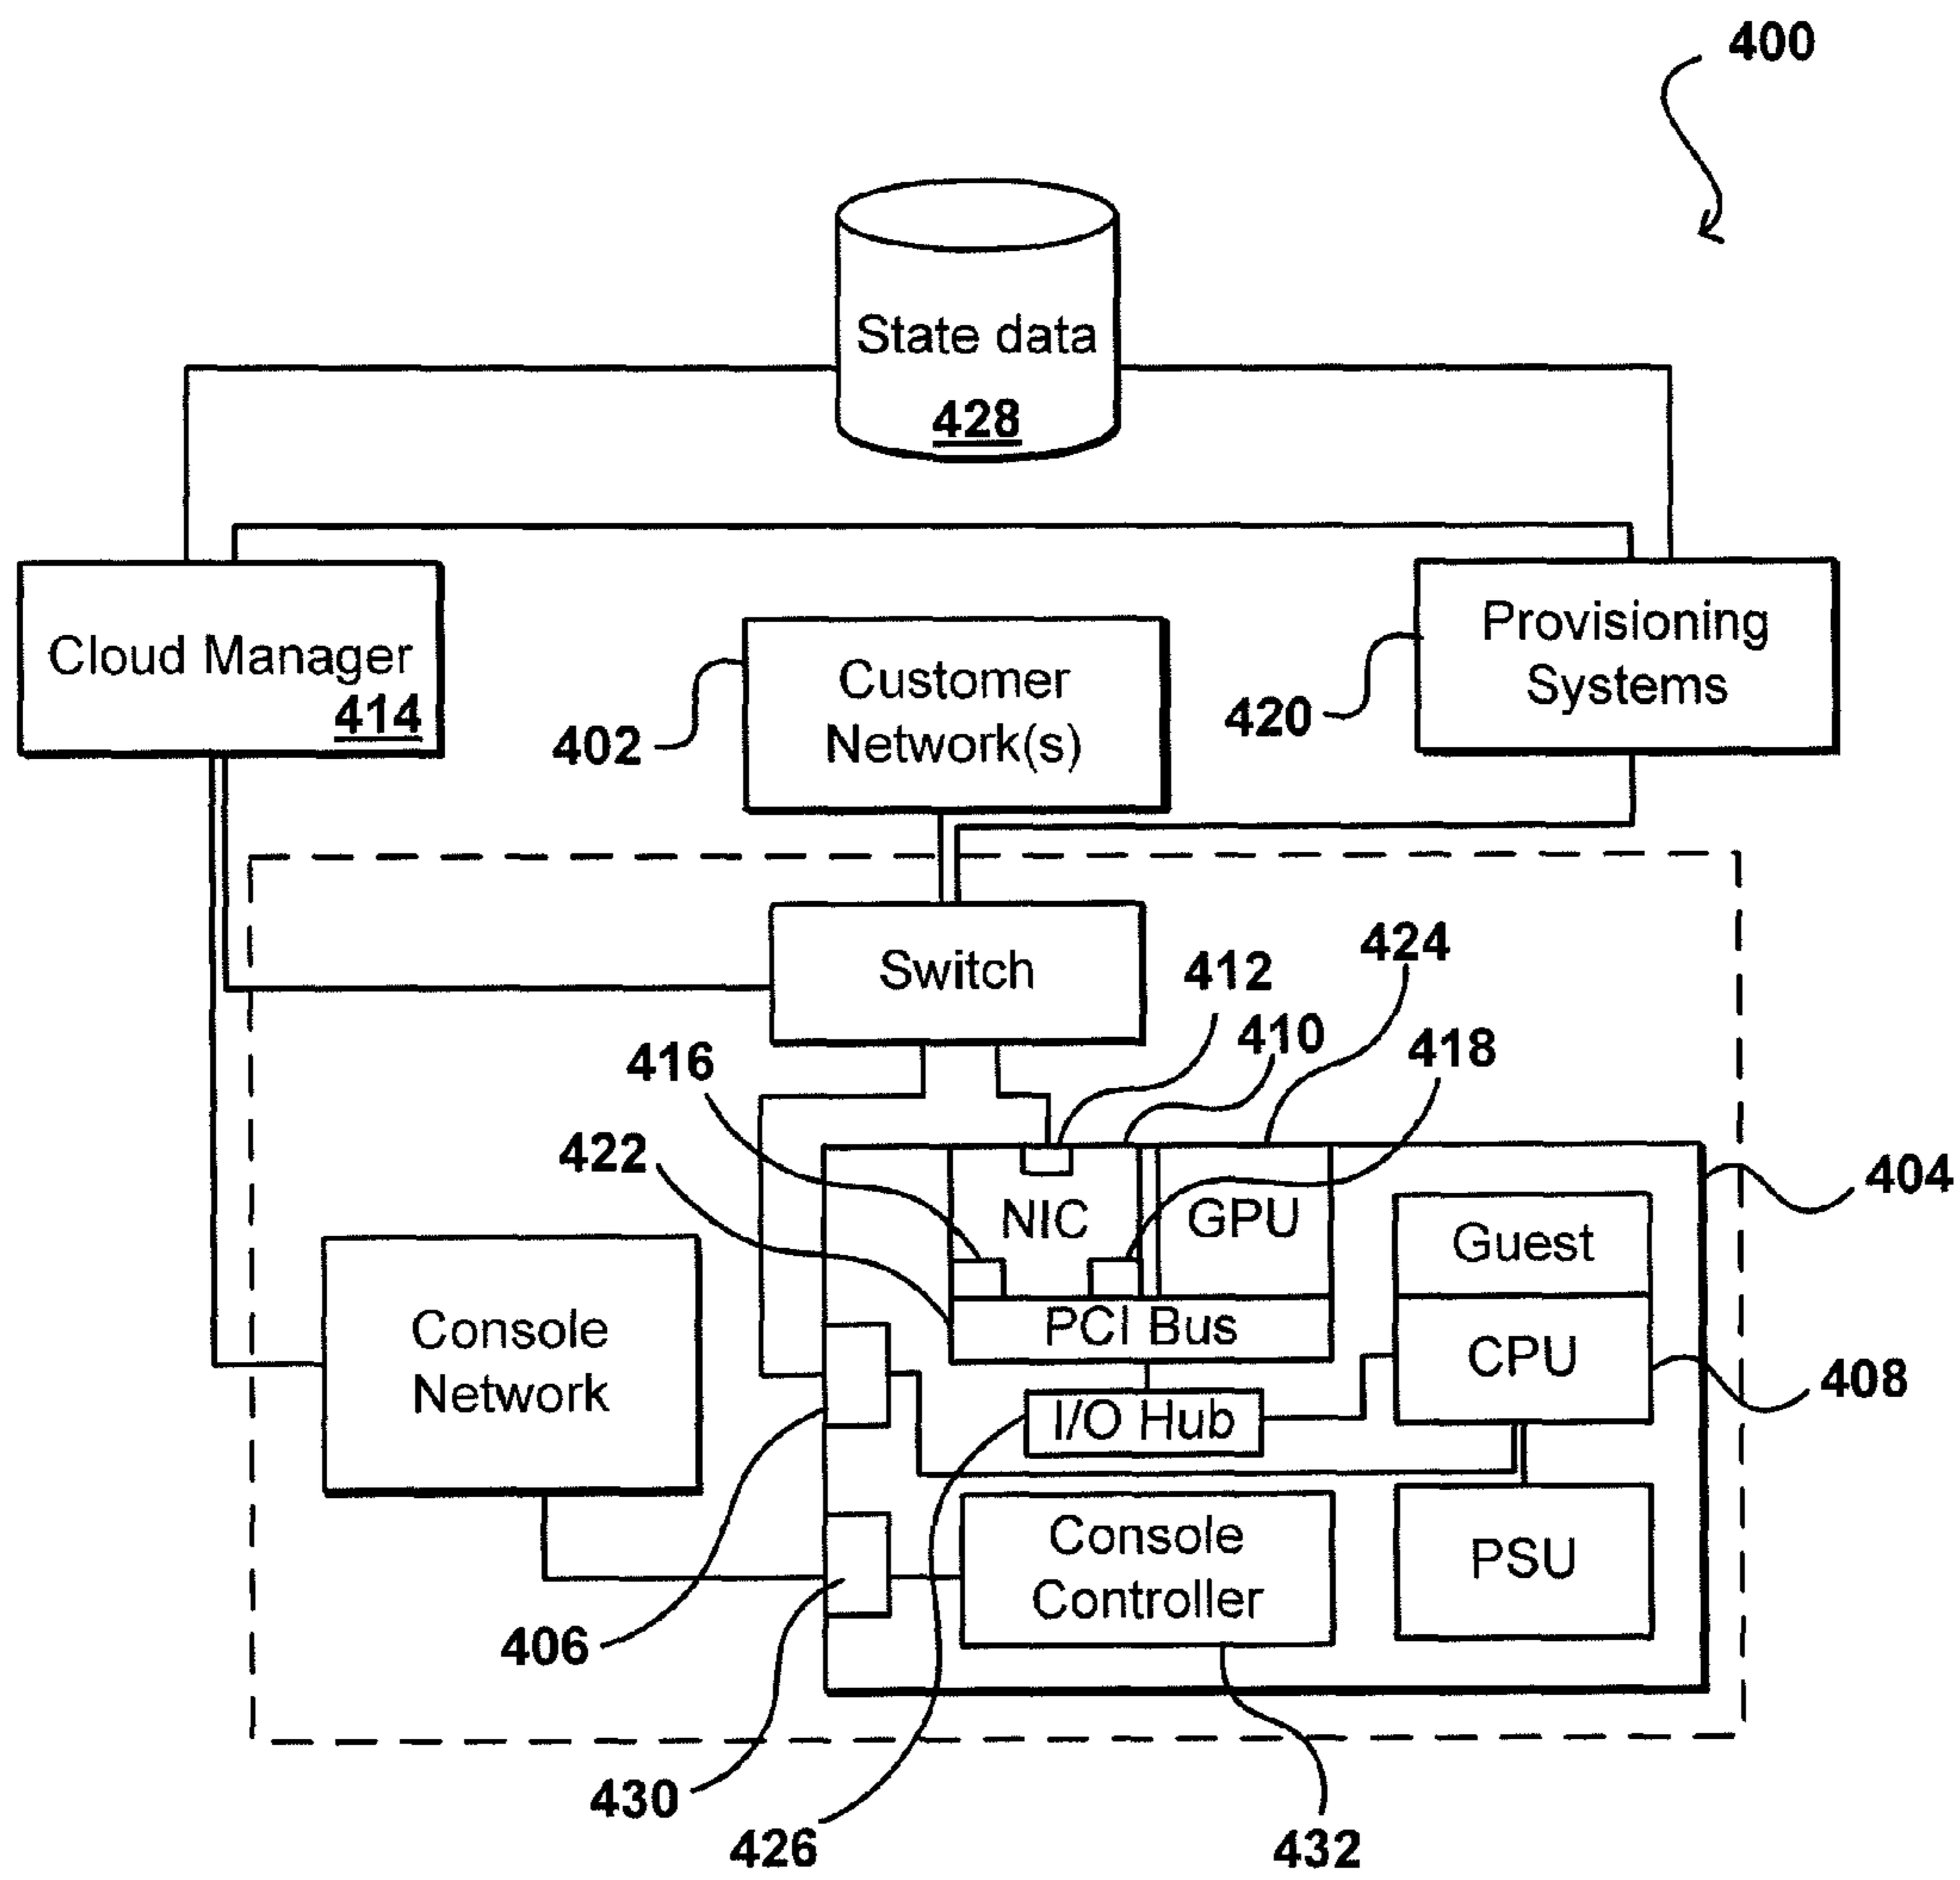 400
State data
428
Cloud Manager
414
Customer
Network(s)
402
Provisioning
Systems
420
Switch
412
424
410
418
416
422
404
NIC
GPU
Guest
PCI Bus
CPU
408
Console
Network
I/O Hub
Console
Controller
PSU
406
430
426
432